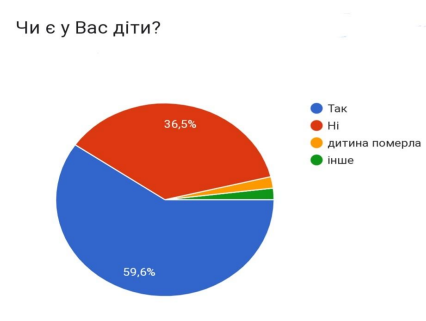 Чи є у Вас діти?
36,5%
59,6%
Так
Ні
дитина померла
інше